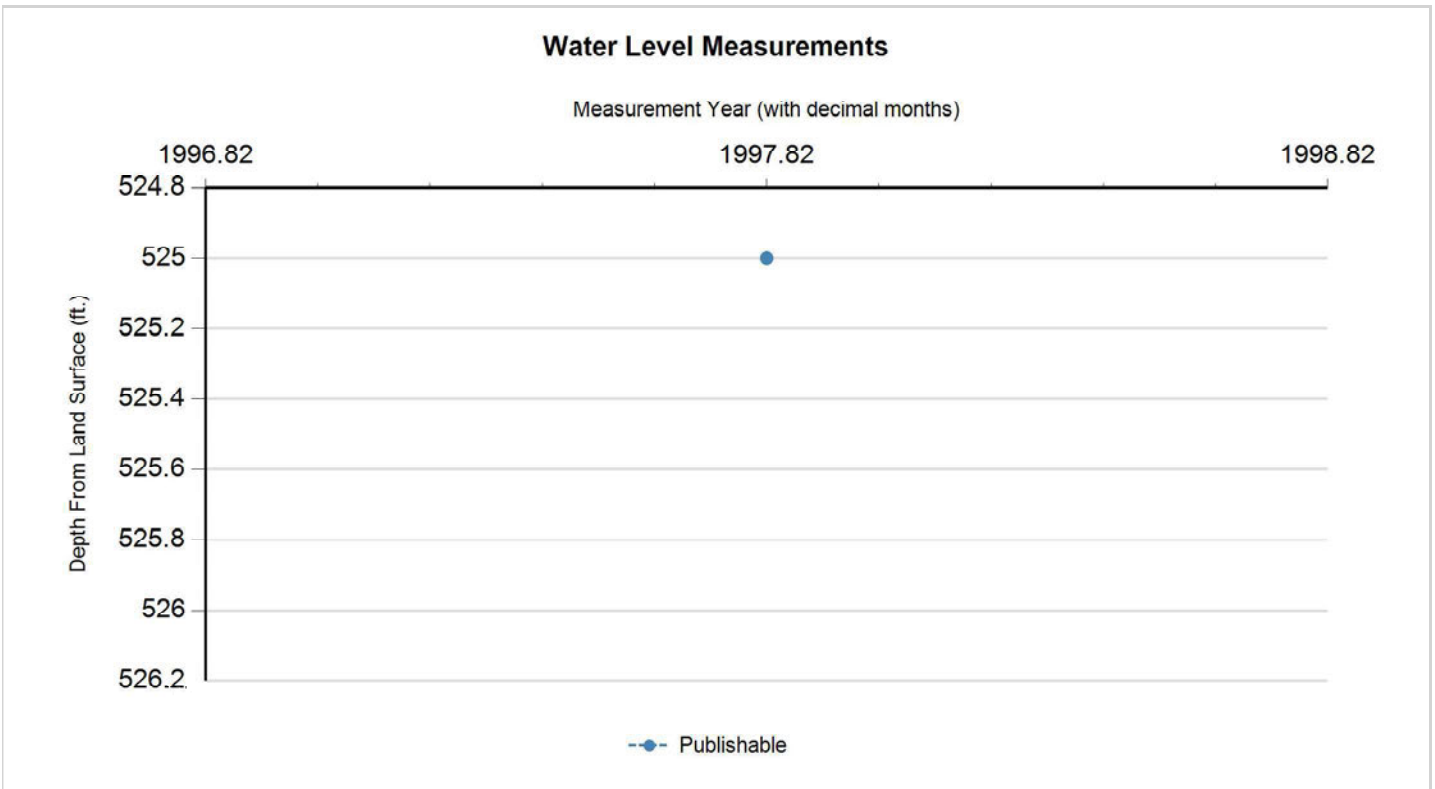 Water Level Measurements
Measurement Year (with decimal months)
1996.82 1997.82 1998.82
524.8
525
525.2
525.4
525.6
525.8
526
526.2
Depth From Land Surface (ft.)
Publishable